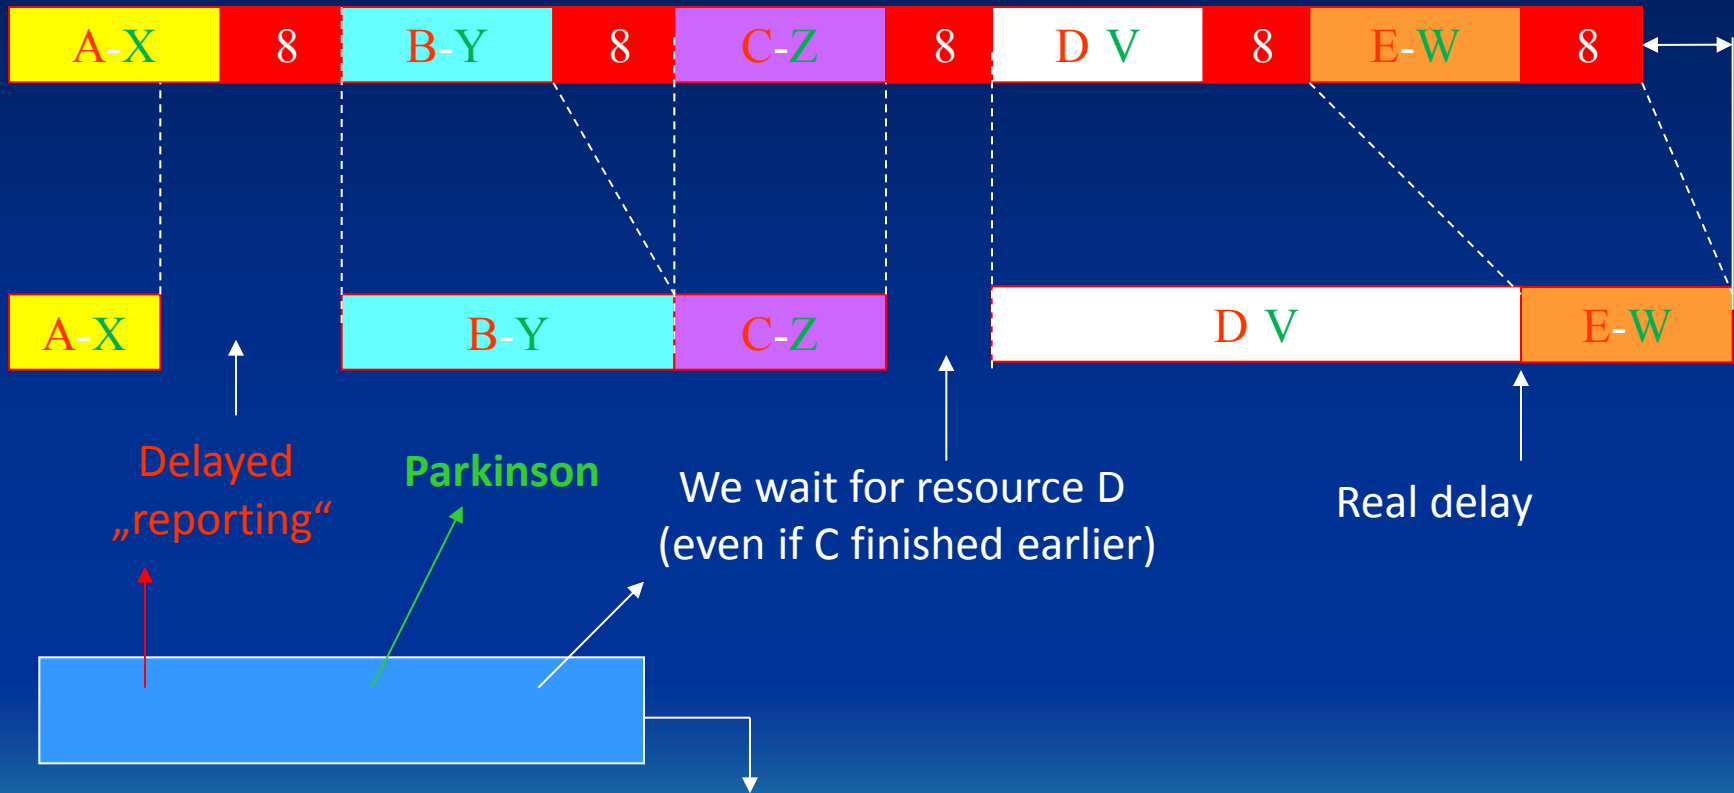 A-X 8 B-Y 8 C-Z 8 D V 8 E-W 8
A-X B-Y C-Z D V E-W
Delayed
„reporting“
Parkinson
We wait for resource D
(even if C finished earlier)
Real delay